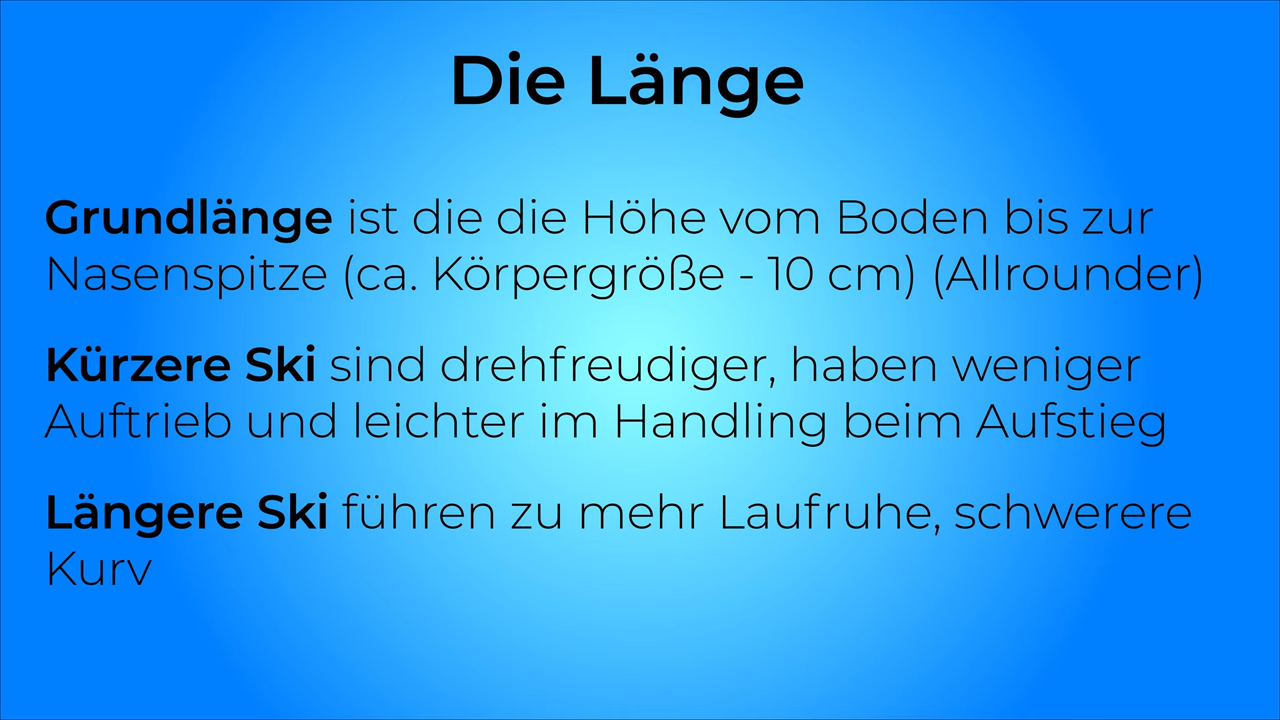 Die Länge
Grundlänge ist die die Höhe vom Boden bis zur
Nasenspitze (ca. Körpergröße - 10 cm) (Allrounder)
Kürzere Ski sind drehfreudiger, haben weniger
Auftrieb und leichter im Handling beim Aufstieg
Längere Ski führen zu mehr Laufruhe, schwerere
Kurv